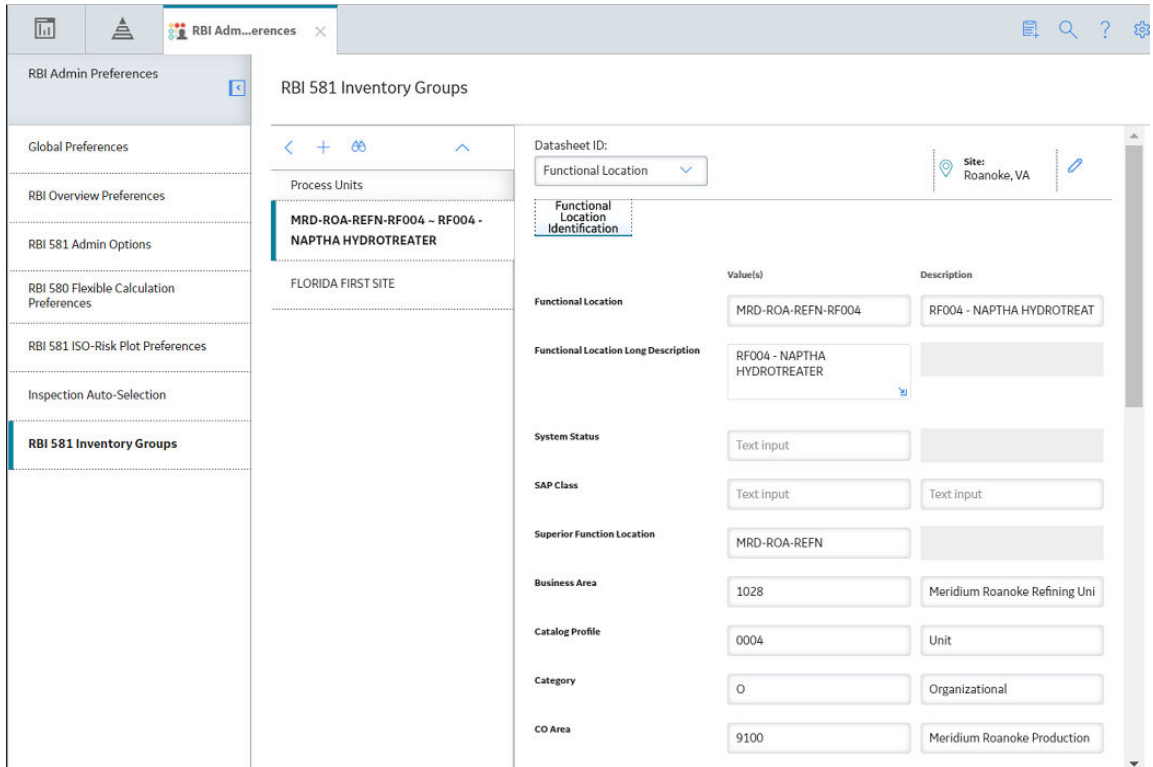 RBI Adm...erences
RBI Admin Preferences
RBI 581 Inventory Groups
Global Preferences
RBI Overview Preferences
RBI 581 Admin Options
RBI 580 Flexible Calculation
Preferences
RBI 581 ISO-Risk Plot Preferences
Inspection Auto-Selection
RBI 581 Inventory Groups
Process Units
MRD-ROA-REFN-RF004 ~ RF004 -
NAPTHA HYDROTREATER
FLORIDA FIRST SITE
Datasheet ID:
Functional Location
Site:
Roanoke, VA
Functional
Location
Identification
Value(s) Description
Functional Location MRD-ROA-REFN-RF004 RF004 - NAPTHA HYDROTREAT
Functional Location Long Description RF004 - NAPTHA
HYDROTREATER
System Status Text input
SAP Class Text input Text input
Superior Function Location MRD-ROA-REFN
Business Area 1028 Meridium Roanoke Refining Uni
Catalog Profile 0004 Unit
Category O Organizational
CO Area 9100 Meridium Roanoke Production